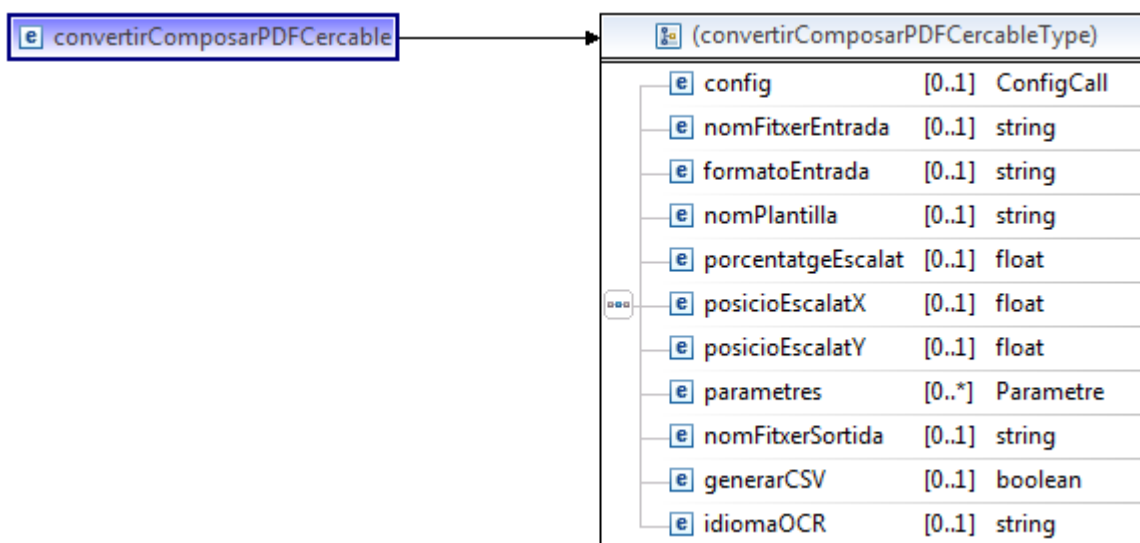 e convertirComposarPDFCercable
(convertirComposarPDFCercableType)
e config [0..1] ConfigCall
e nomFitxerEntrada [0..1] string
e formatoEntrada [0..1] string
e nomPlantilla [0..1] string
e porcentatgeEscalat [0..1] float
e posicioEscalatX [0..1] float
e posicioEscalatY [0..1] float
e parametres [0..*] Parametre
e nomFitxerSortida [0..1] string
e generarCSV [0..1] boolean
e idiomaOCR [0..1] string